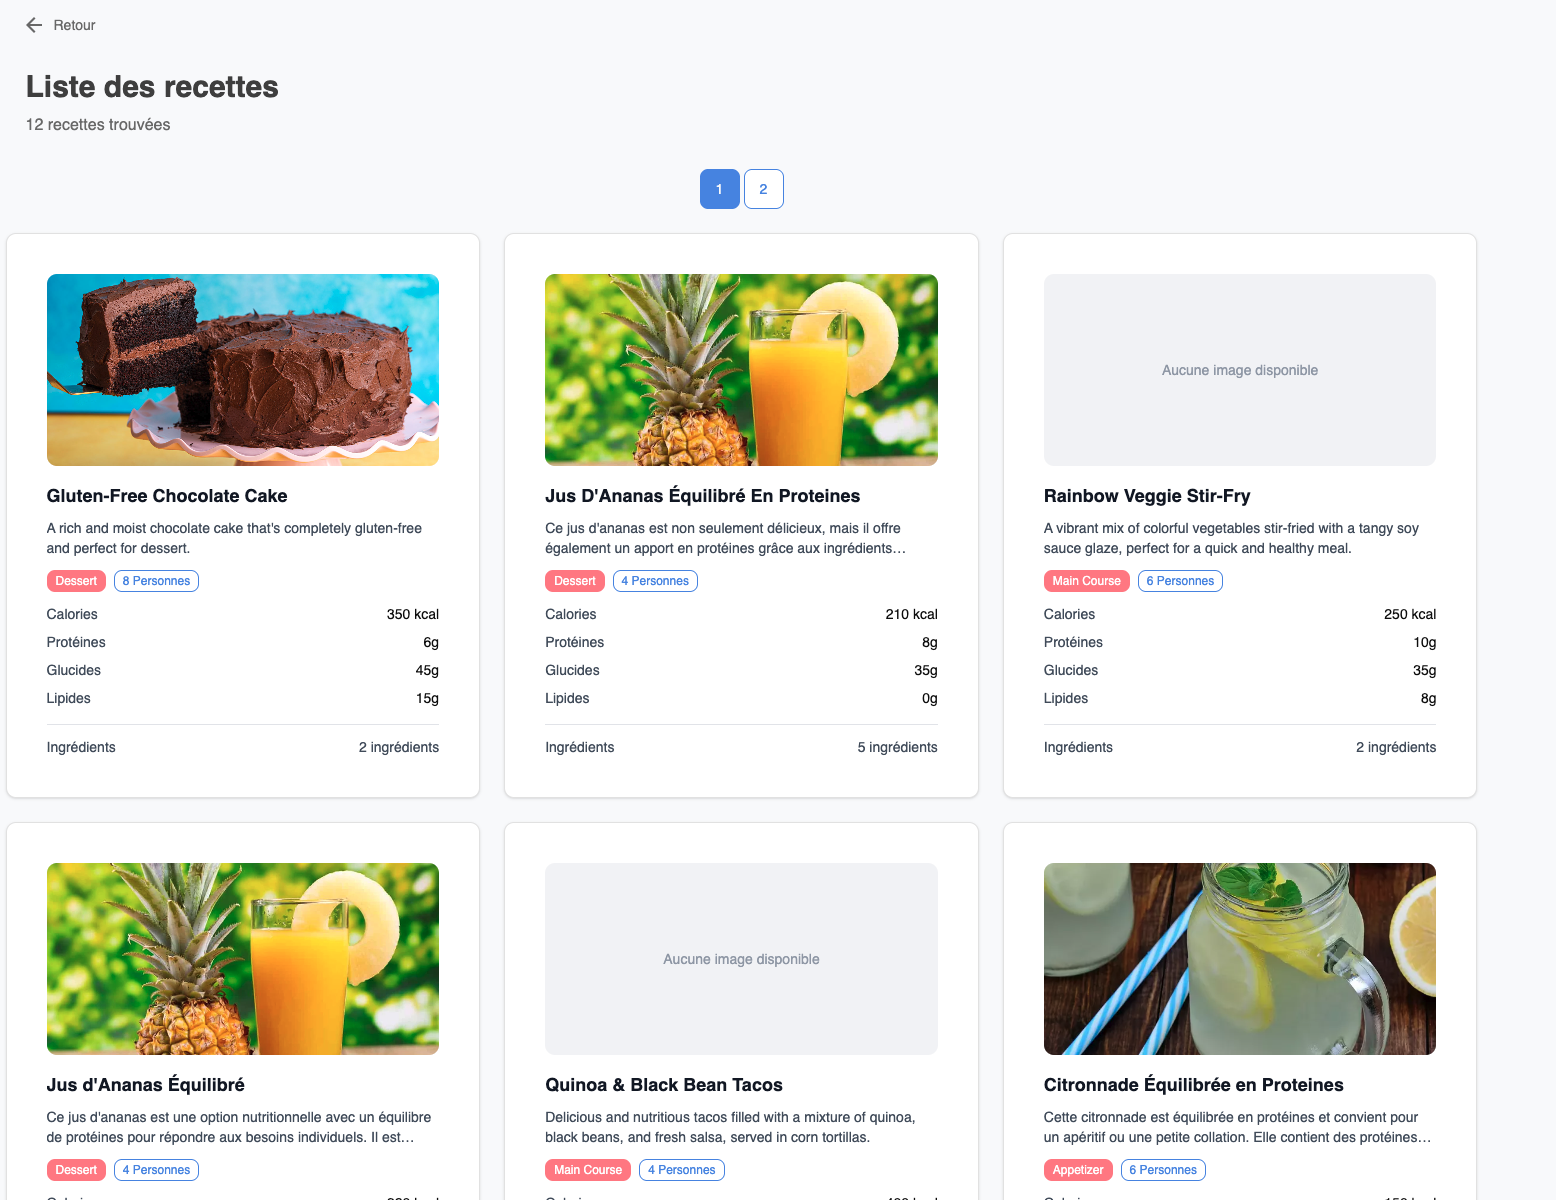 Retour
Liste des recettes
12 recettes trouvées
1 2
Gluten-Free Chocolate Cake
A rich and moist chocolate cake that's completely gluten-free
and perfect for dessert.
Dessert 8 Personnes
Calories 350 kcal
Protéines 6g
Glucides 45g
Lipides 15g
Ingrédients 2 ingrédients
Jus D'Ananas Équilibré En Proteines
Ce jus d'ananas est non seulement délicieux, mais il offre
également un apport en protéines grâce aux ingrédients…
Dessert 4 Personnes
Calories 210 kcal
Protéines 8g
Glucides 35g
Lipides 0g
Ingrédients 5 ingrédients
Aucune image disponible
Rainbow Veggie Stir-Fry
A vibrant mix of colorful vegetables stir-fried with a tangy soy
sauce glaze, perfect for a quick and healthy meal.
Main Course 6 Personnes
Calories 250 kcal
Protéines 10g
Glucides 35g
Lipides 8g
Ingrédients 2 ingrédients
Jus d'Ananas Équilibré
Ce jus d'ananas est une option nutritionnelle avec un équilibre
de protéines pour répondre aux besoins individuels. Il est…
Dessert 4 Personnes
Aucune image disponible
Quinoa & Black Bean Tacos
Delicious and nutritious tacos filled with a mixture of quinoa,
black beans, and fresh salsa, served in corn tortillas.
Main Course 4 Personnes
Citronnade Équilibrée en Proteines
Cette citronnade est équilibrée en protéines et convient pour
un apéritif ou une petite collation. Elle contient des protéines…
Appetizer 6 Personnes